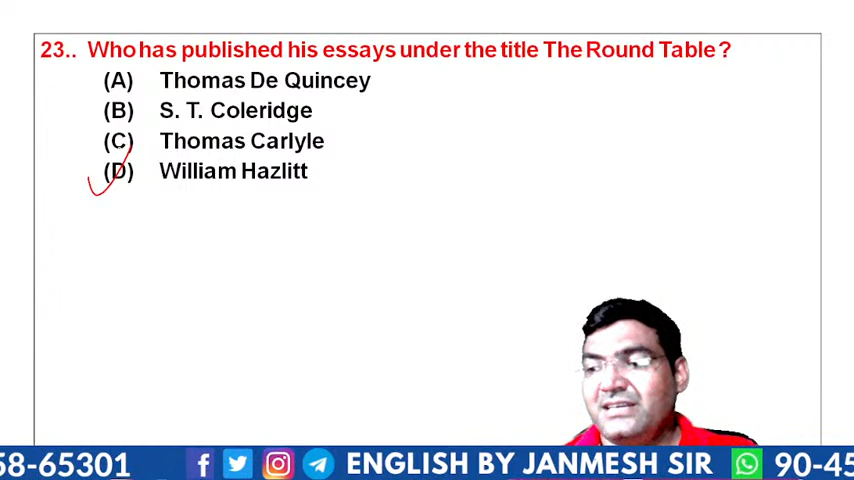 23.. Who has published his essays under the title The Round Table ?
(A) Thomas De Quincey
(B) S. T. Coleridge
(C) Thomas Carlyle
(D) William Hazlitt
58-65301 ENGLISH BY JANMESH SIR 90-45